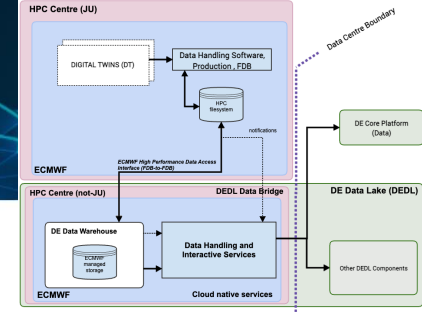 HPC Centre (JU)
DIGITAL TWINS (DT)
Data Handling Software,
Production , FDB
HPC
filesystem
notifications
ECMWF
ECMWF High Performance Data Access
Interface (FDB-to-FDB)
Data Centre Boundary
DE Core Platform
(Data)
HPC Centre (not-JU)
DEDL Data Bridge
DE Data Lake (DEDL)
DE Data Warehouse
ECMWF
managed
storage
Data Handling and
Interactive Services
Other DEDL Components
ECMWF
Cloud native services